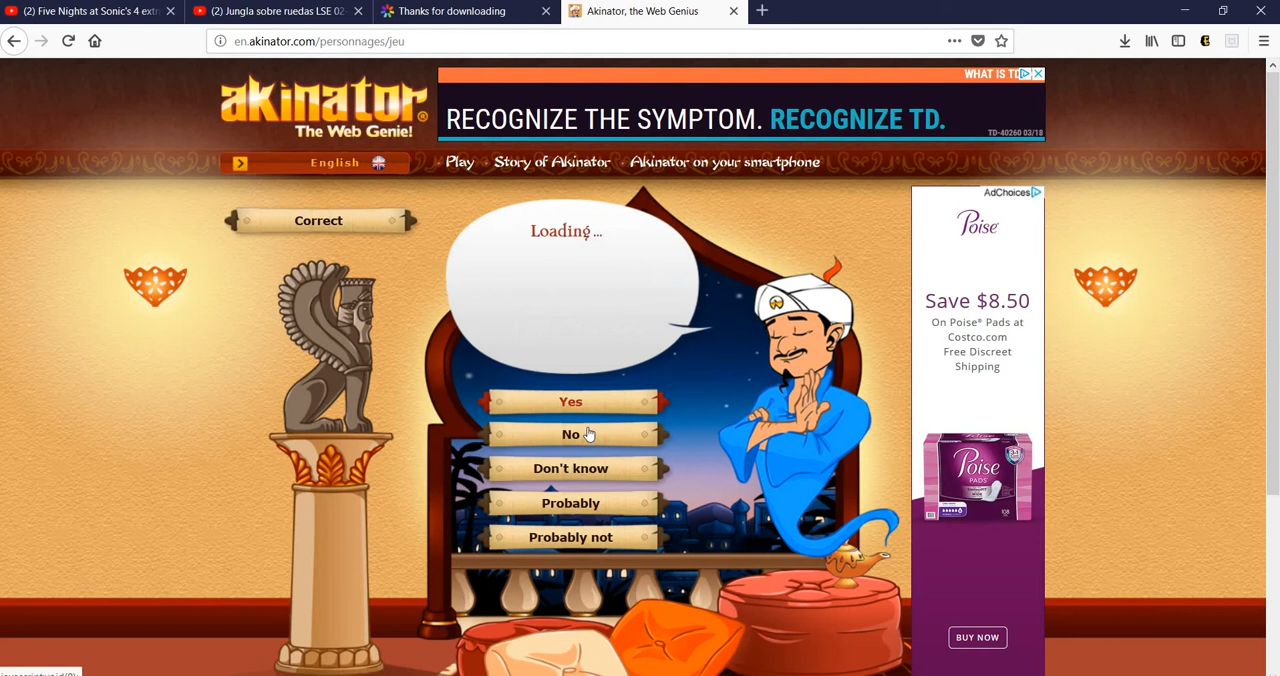 (2) Five Nights at Sonic's 4 extra
(2) Jungla sobre ruedas LSE 02-
Thanks for downloading
Akinator, the Web Genius
en.akinator.com/personnages/jeu
akinator®
The Web Genie!
WHAT IS TD
RECOGNIZE THE SYMPTOM. RECOGNIZE TD.
TD-40260 03/18
English
Play
Story of Akinator
Akinator on your smartphone
AdChoices
Correct
Loading ...
Yes
No
Don't know
Probably
Probably not
Poise®
Save $8.50
On Poise® Pads at
Costco.com
Free Discreet
Shipping
Poise
PADS
108
BUY NOW